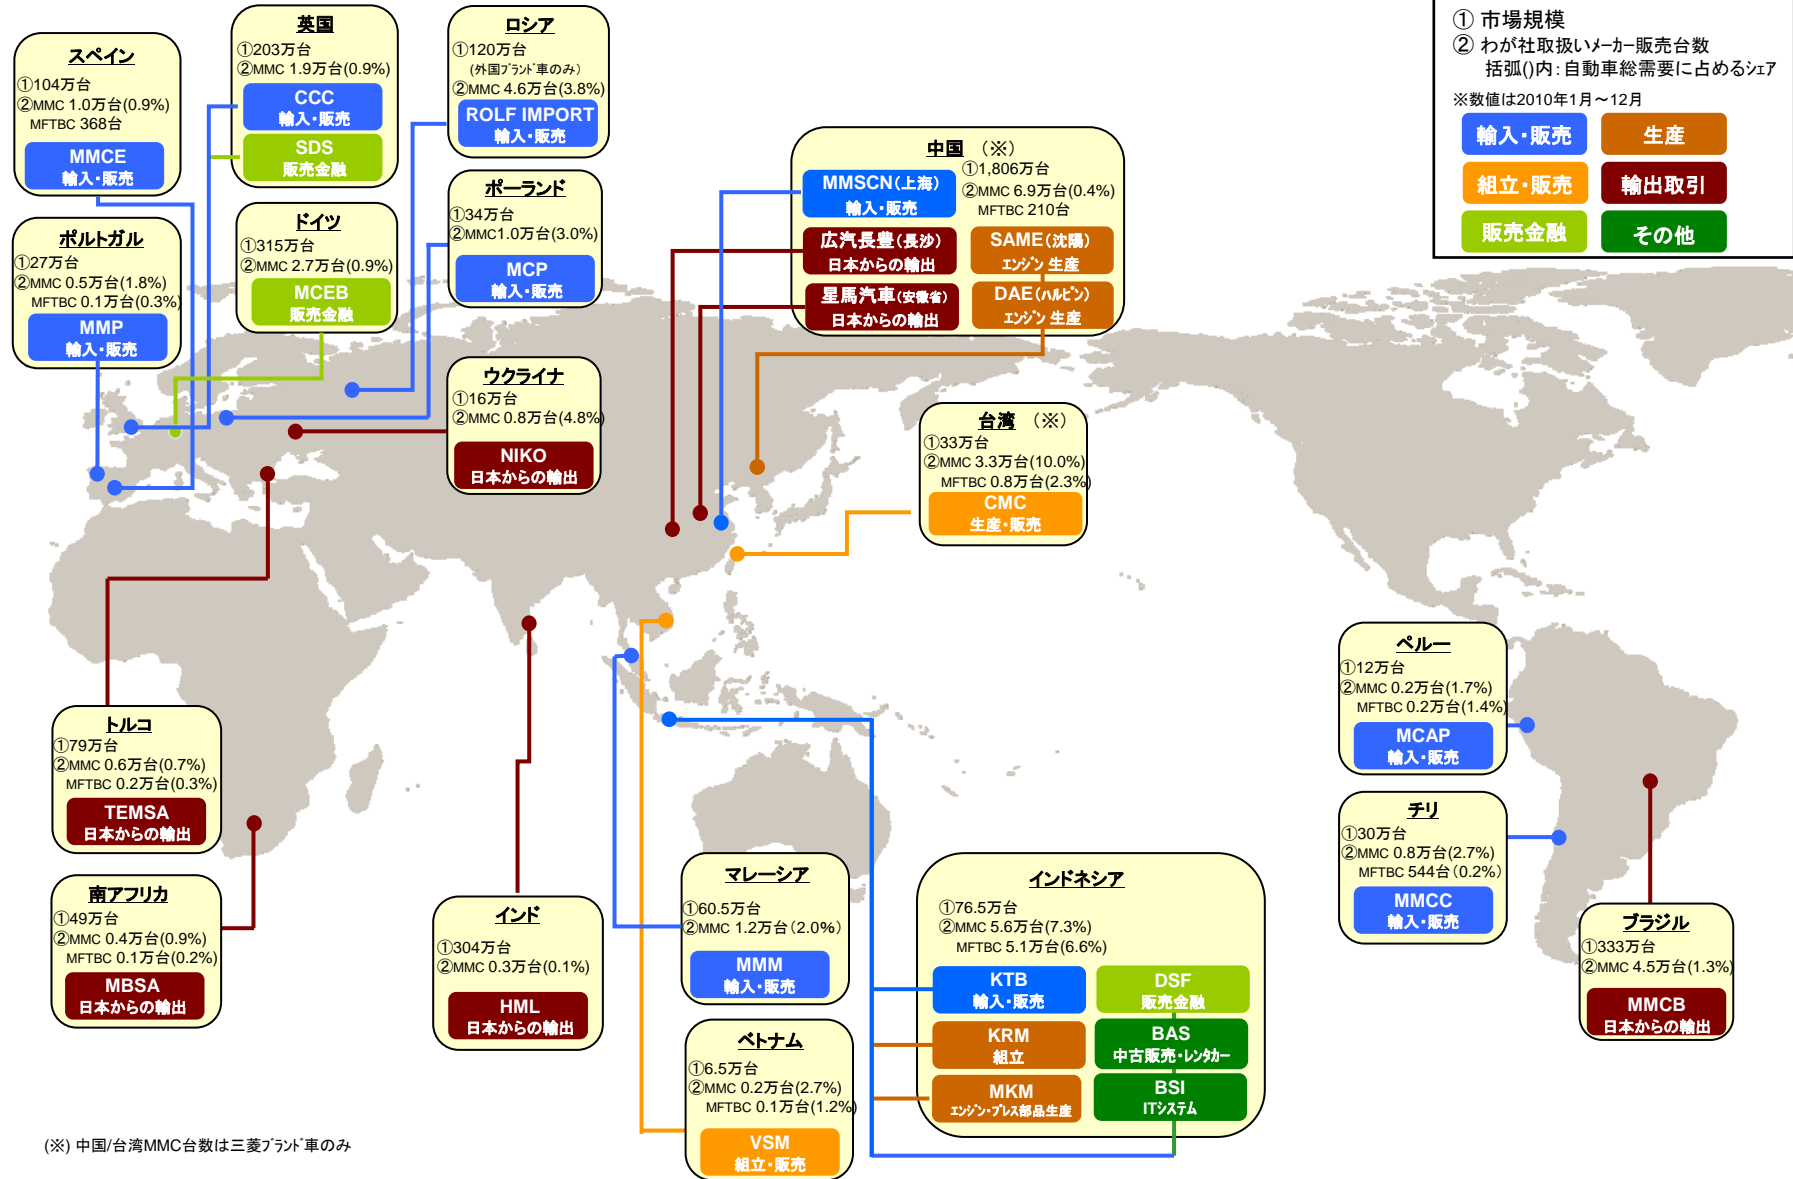 スペイン
①104万台
②MMC 1.0万台(0.9%)
MFTBC 368台
MMCE
輸入・販売
英国
①203万台
②MMC 1.9万台(0.9%)
CCC
輸入・販売
SDS
販売金融
ロシア
①120万台
(外国ブランド車のみ)
②MMC 4.6万台(3.8%)
ROLF IMPORT
輸入・販売
① 市場規模
② わが社取扱いメーカー販売台数
括弧()内：自動車総需要に占めるシェア
※数値は2010年1月～12月
輸入・販売
生産
組立・販売
輸出取引
販売金融
その他
ポルトガル
①27万台
②MMC 0.5万台(1.8%)
MFTBC 0.1万台(0.3%)
MMP
輸入・販売
ドイツ
①315万台
②MMC 2.7万台(0.9%)
MCEB
販売金融
ポーランド
①34万台
②MMC1.0万台(3.0%)
MCP
輸入・販売
中国 (※)
①1,806万台
②MMC 6.9万台(0.4%)
MFTBC 210台
MMSCN(上海)
輸入・販売
広汽長豊(長沙)
日本からの輸出
SAME(沈陽)
エンジン 生産
星馬汽車(安徽省)
日本からの輸出
DAE(ハルビン)
エンジン 生産
ウクライナ
①16万台
②MMC 0.8万台(4.8%)
NIKO
日本からの輸出
台湾 (※)
①33万台
②MMC 3.3万台(10.0%)
MFTBC 0.8万台(2.3%)
CMC
生産・販売
トルコ
①79万台
②MMC 0.6万台(0.7%)
MFTBC 0.2万台(0.3%)
TEMSA
日本からの輸出
南アフリカ
①49万台
②MMC 0.4万台(0.9%)
MFTBC 0.1万台(0.2%)
MBSA
日本からの輸出
インド
①304万台
②MMC 0.3万台(0.1%)
HML
日本からの輸出
マレーシア
①60.5万台
②MMC 1.2万台(2.0%)
MMM
輸入・販売
ベトナム
①6.5万台
②MMC 0.2万台(2.7%)
MFTBC 0.1万台(1.2%)
VSM
組立・販売
インドネシア
①76.5万台
②MMC 5.6万台(7.3%)
MFTBC 5.1万台(6.6%)
KTB
輸入・販売
DSF
販売金融
KRM
組立
BAS
中古販売・レンタカー
MKM
エンジン・プレス部品生産
BSI
ITシステム
ペルー
①12万台
②MMC 0.2万台(1.7%)
MFTBC 0.2万台(1.4%)
MCAP
輸入・販売
チリ
①30万台
②MMC 0.8万台(2.7%)
MFTBC 544台(0.2%)
MMCC
輸入・販売
ブラジル
①333万台
②MMC 4.5万台(1.3%)
MMCB
日本からの輸出
(※) 中国/台湾MMC台数は三菱ブランド車のみ